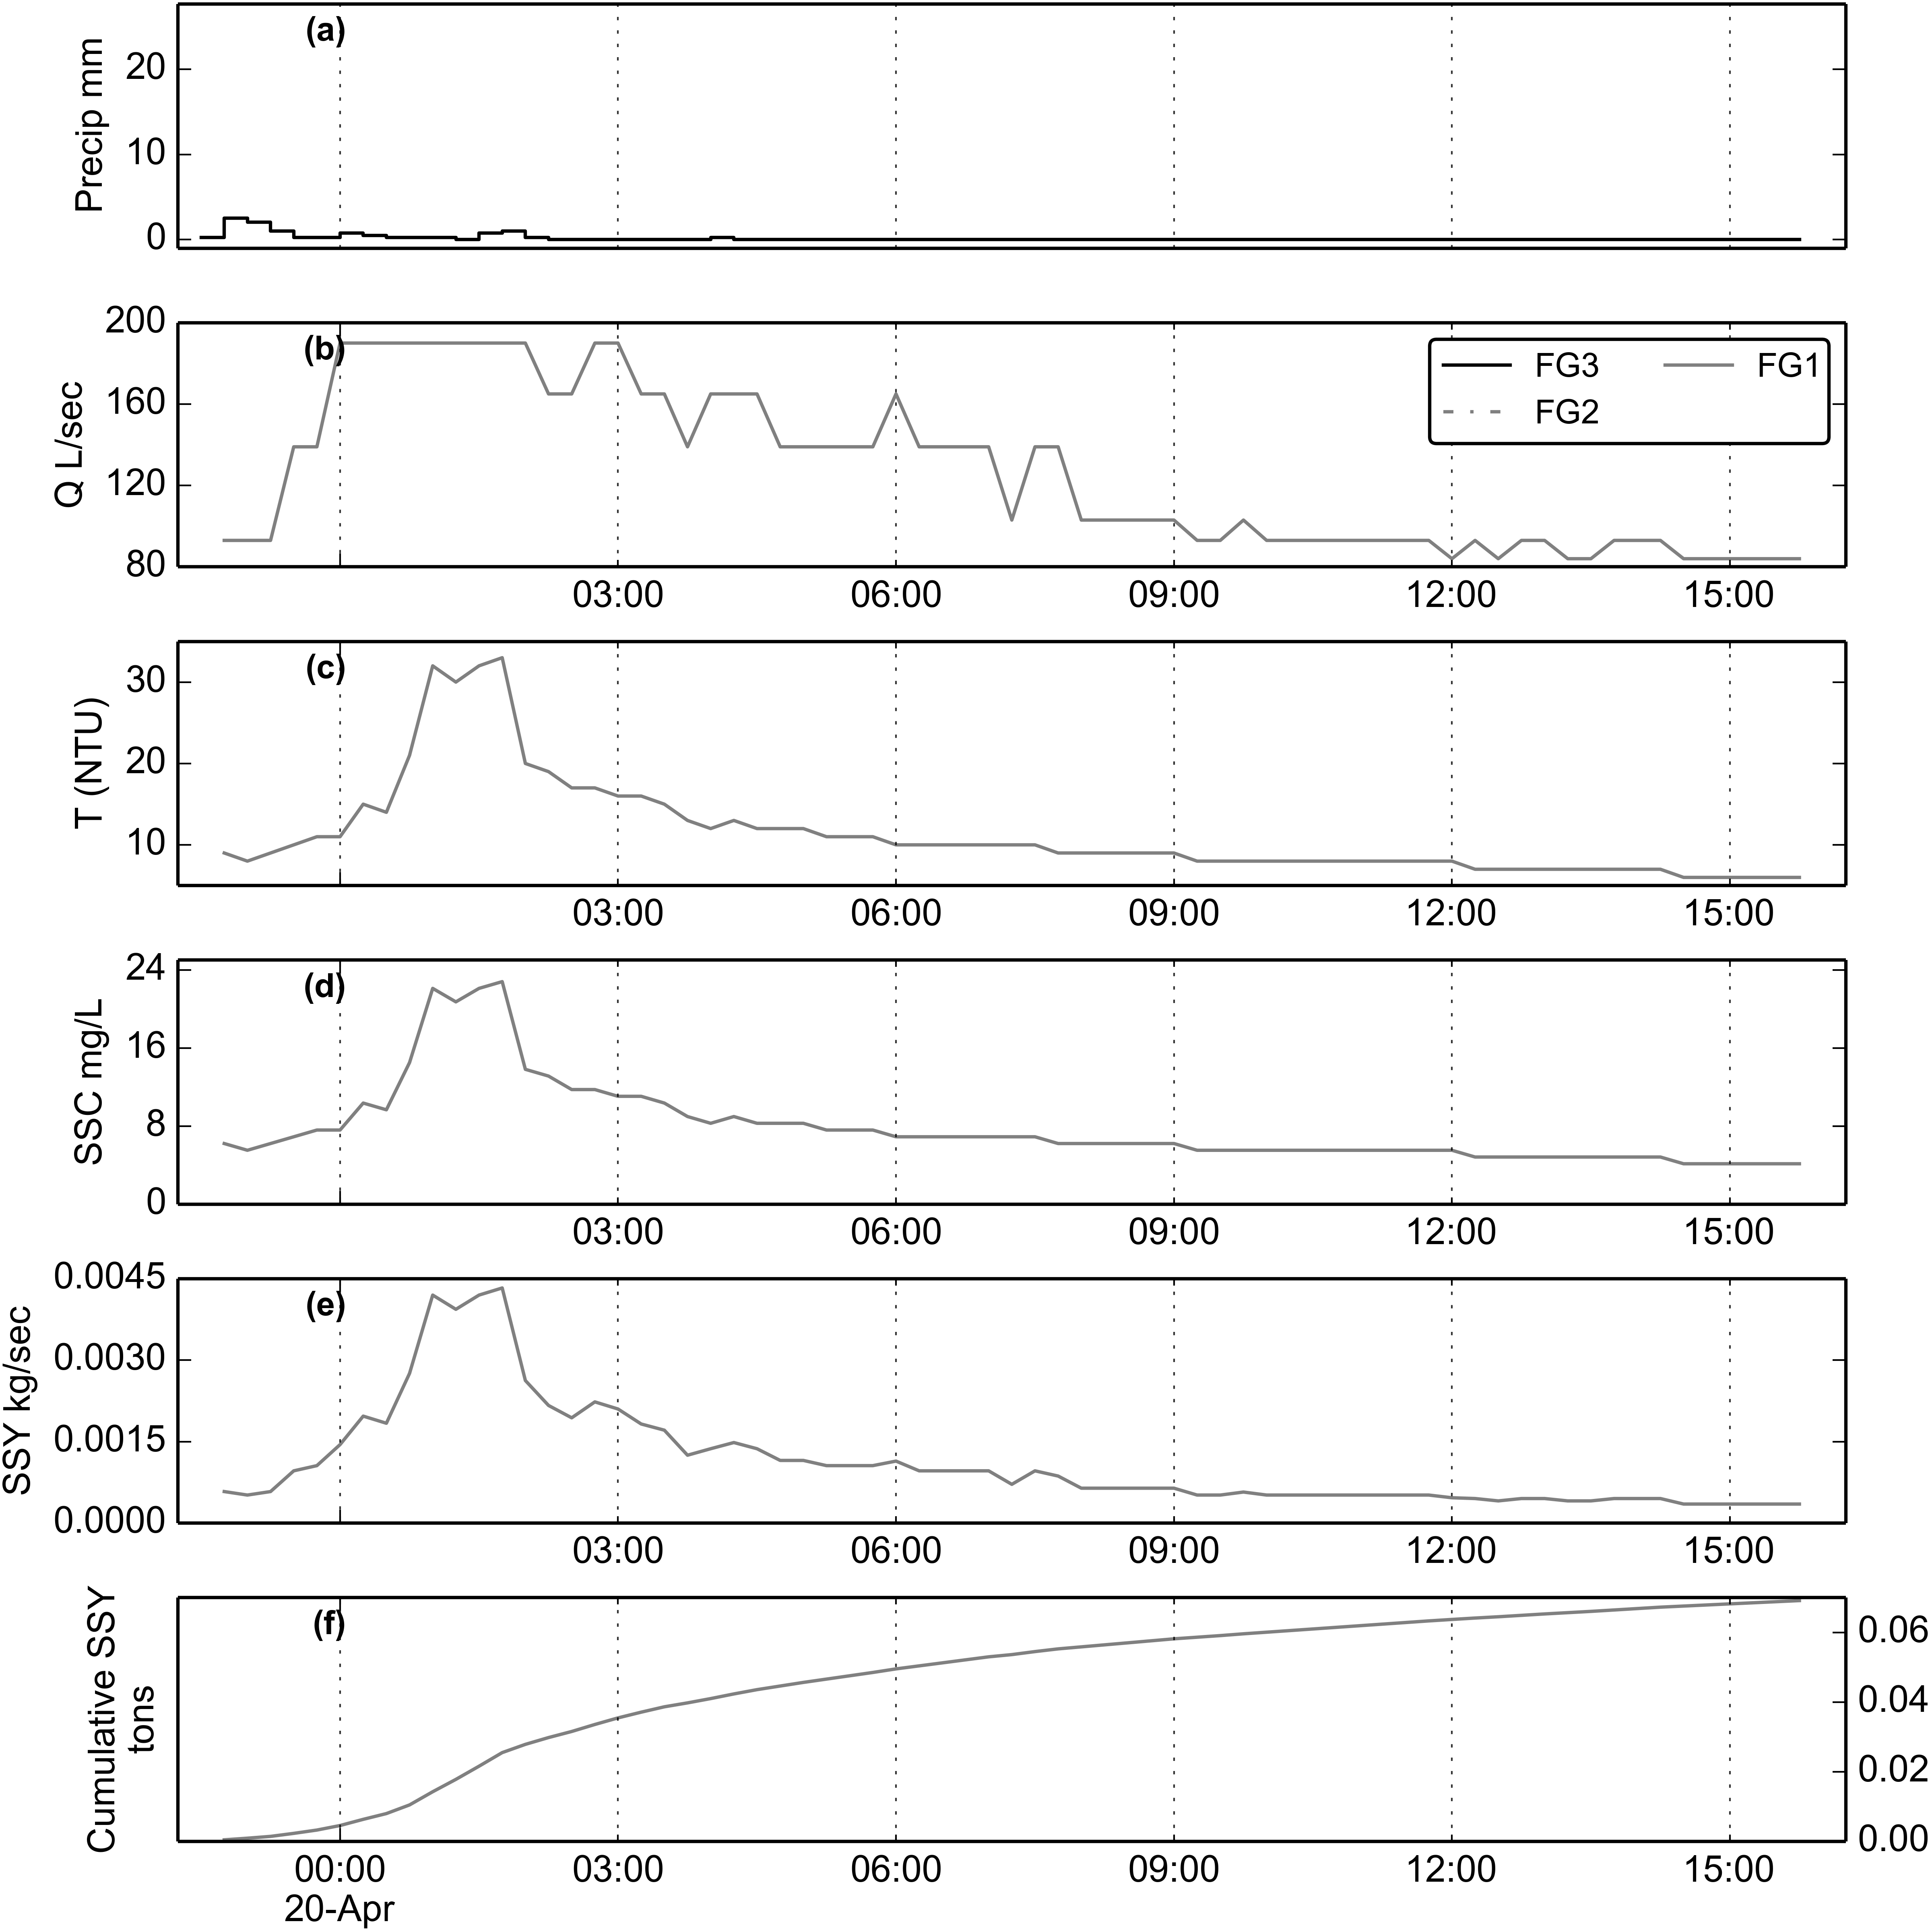 (a)
Precip mm
20
10
0
(b)
Q L/sec
200
160
120
80
FG3 FG1
FG2
03:00 06:00 09:00 12:00 15:00
(c)
T (NTU)
30
20
10
03:00 06:00 09:00 12:00 15:00
(d)
SSC mg/L
24
16
8
0
03:00 06:00 09:00 12:00 15:00
(e)
SSY kg/sec
0.0045
0.0030
0.0015
0.0000
03:00 06:00 09:00 12:00 15:00
(f)
Cumulative SSY
tons
0.06
0.04
0.02
0.00
00:00 03:00 06:00 09:00 12:00 15:00
20-Apr